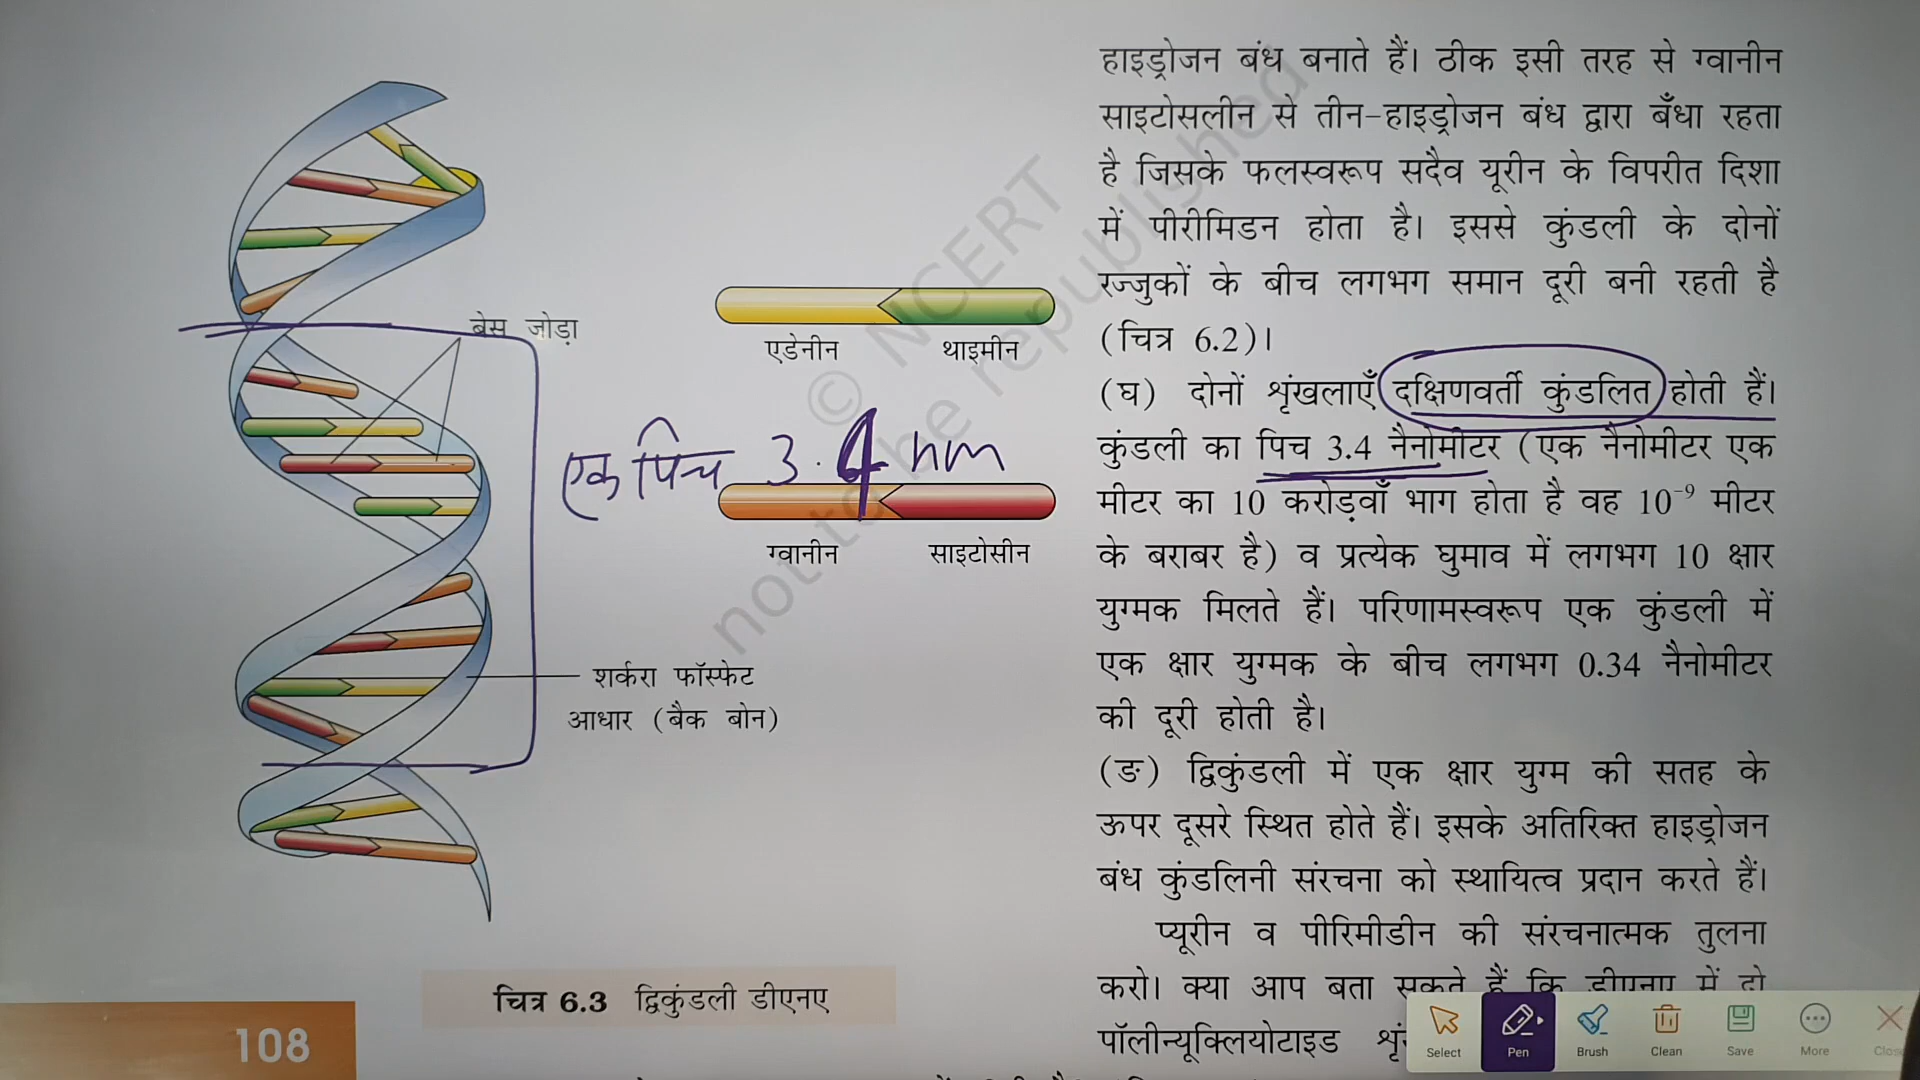 हाइड्रोजन बंध बनाते हैं। ठीक इसी तरह से ग्वानीन
साइटोसलीन से तीन-हाइड्रोजन बंध द्वारा बँधा रहता
है जिसके फलस्वरूप सदैव यूरीन के विपरीत दिशा
में पीरीमिडन होता है। इससे कुंडली के दोनों
रज्जुकों के बीच लगभग समान दूरी बनी रहती है
(चित्र 6.2)।
(घ) दोनों शृंखलाएँ दक्षिणवर्ती कुंडलित होती हैं।
कुंडली का पिच 3.4 नैनोमीटर (एक नैनोमीटर एक
मीटर का 10 करोड़वाँ भाग होता है वह 10⁻⁹ मीटर
के बराबर है) व प्रत्येक घुमाव में लगभग 10 क्षार
युग्मक मिलते हैं। परिणामस्वरूप एक कुंडली में
एक क्षार युग्मक के बीच लगभग 0.34 नैनोमीटर
की दूरी होती है।
(ङ) द्विकुंडली में एक क्षार युग्म की सतह के
ऊपर दूसरे स्थित होते हैं। इसके अतिरिक्त हाइड्रोजन
बंध कुंडलिनी संरचना को स्थायित्व प्रदान करते हैं।
प्यूरीन व पीरिमीडीन की संरचनात्मक तुलना
करो। क्या आप बता सकते हैं कि डीएनए में दो
पॉलीन्यूक्लियोटाइड
बेस जोड़ा
एडेनीन थाइमीन
एक पिच 3.4 nm
ग्वानीन साइटोसीन
शर्करा फॉस्फेट
आधार (बैक बोन)
चित्र 6.3 द्विकुंडली डीएनए
108
© NCERT
not to be republished
Select Pen Brush Clean Save More Close